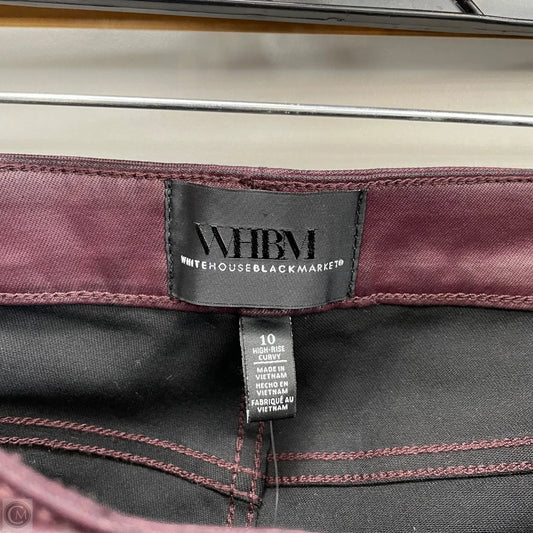 WHBM
WHITEHOUSEBLACKMARKET®
10
HIGH-RISE
CURVY
MADE IN
VIETNAM
HECHO EN
VIETNAM
FABRIQUÉ AU
VIETNAM
M